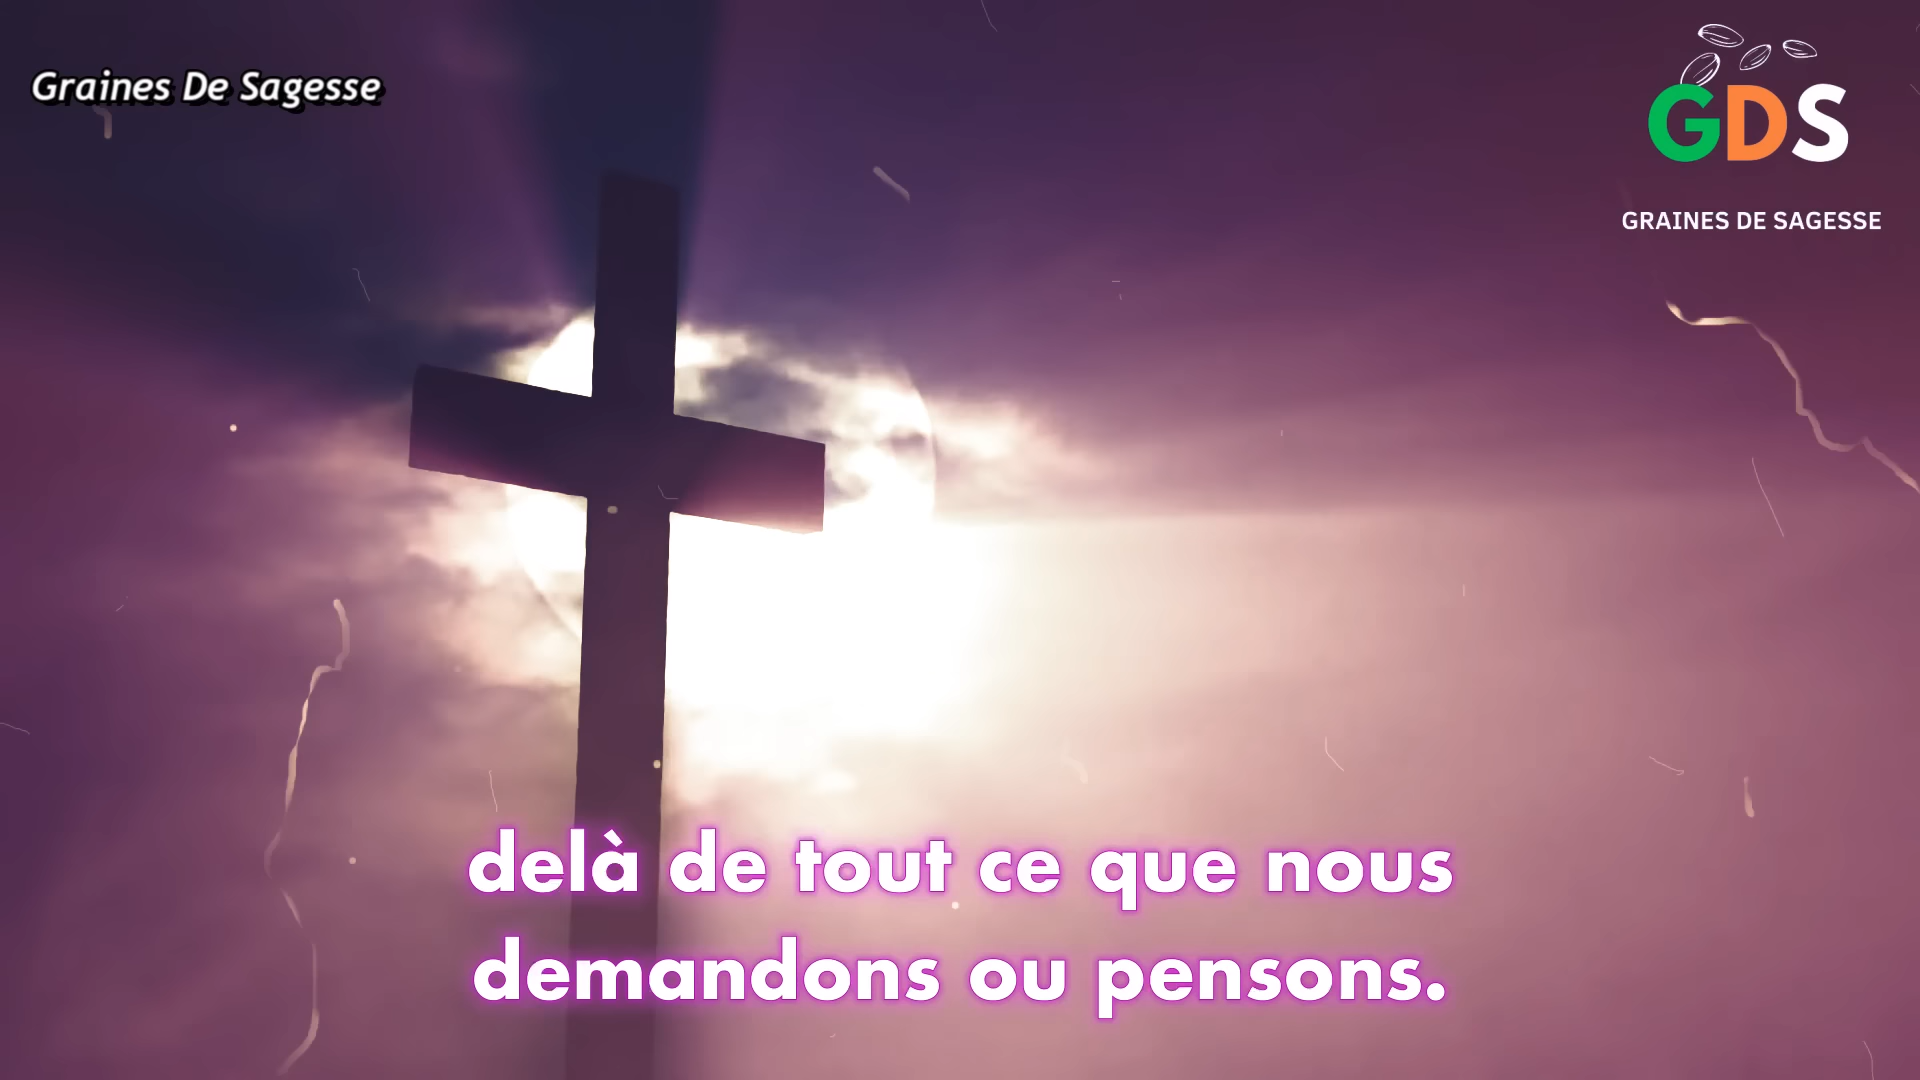 Graines De Sagesse
GDS
GRAINES DE SAGESSE
delà de tout ce que nous
demandons ou pensons.